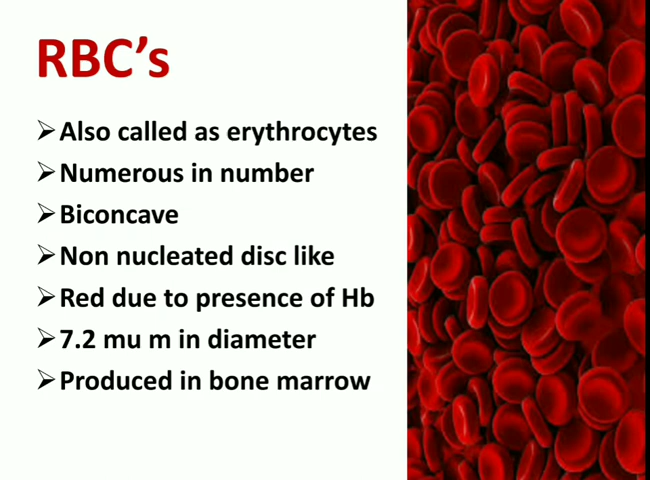 RBC’s
➢Also called as erythrocytes
➢Numerous in number
➢Biconcave
➢Non nucleated disc like
➢Red due to presence of Hb
➢7.2 mu m in diameter
➢Produced in bone marrow